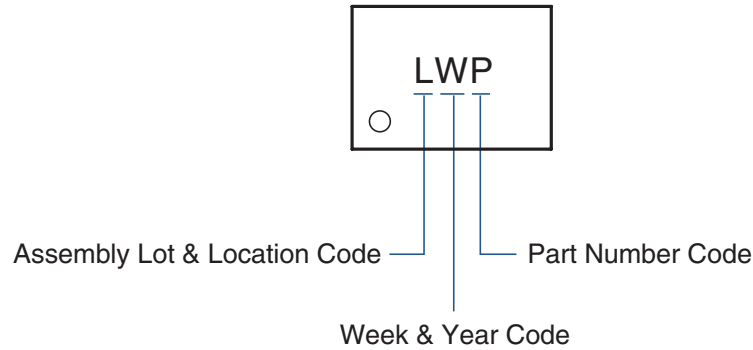 LWP
Assembly Lot & Location Code
Part Number Code
Week & Year Code